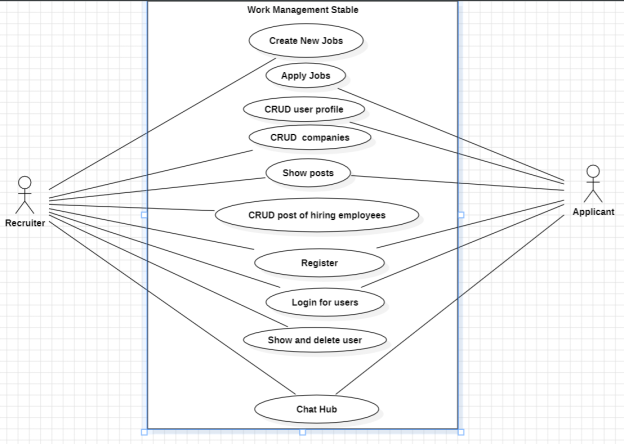 Work Management Stable
Create New Jobs
Apply Jobs
CRUD user profile
CRUD companies
Show posts
CRUD post of hiring employees
Register
Login for users
Show and delete user
Chat Hub
Recruiter
Applicant